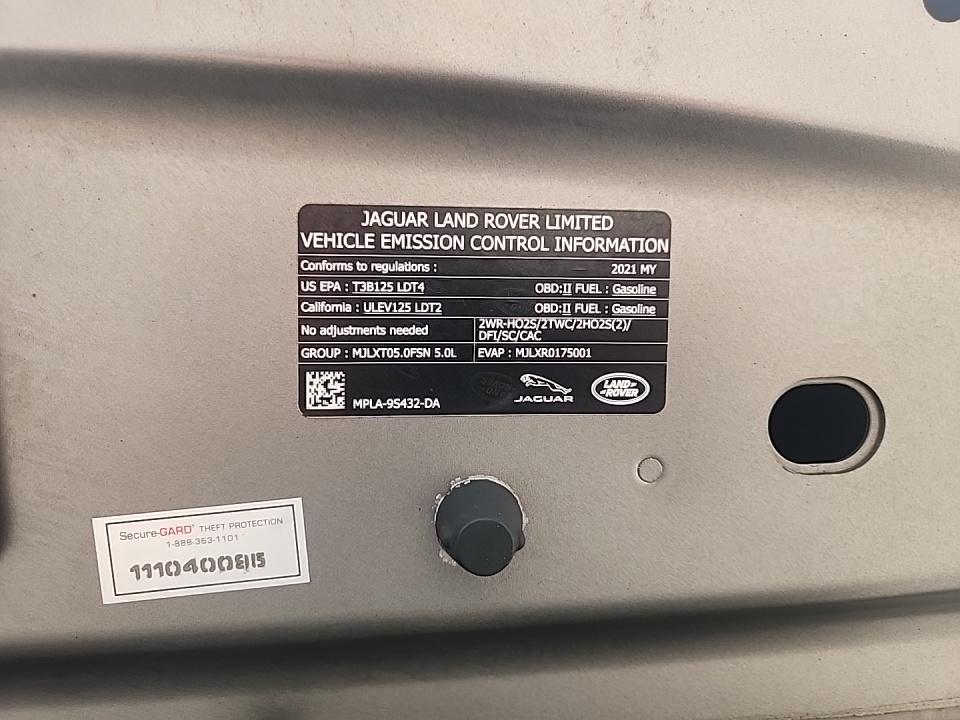 JAGUAR LAND ROVER LIMITED
VEHICLE EMISSION CONTROL INFORMATION
Conforms to regulations : 2021 MY
US EPA : T3B125 LDT4 OBD:II FUEL : Gasoline
California : ULEV125 LDT2 OBD:II FUEL : Gasoline
No adjustments needed 2WR-HO2S/2TWC/2HO2S(2)/
DFI/SC/CAC
GROUP : MJLXT05.0FSN 5.0L EVAP : MJLXR0175001
MPLA-9S432-DA JAGUAR LAND ROVER
Secure-GARD® THEFT PROTECTION
1-888-363-1101